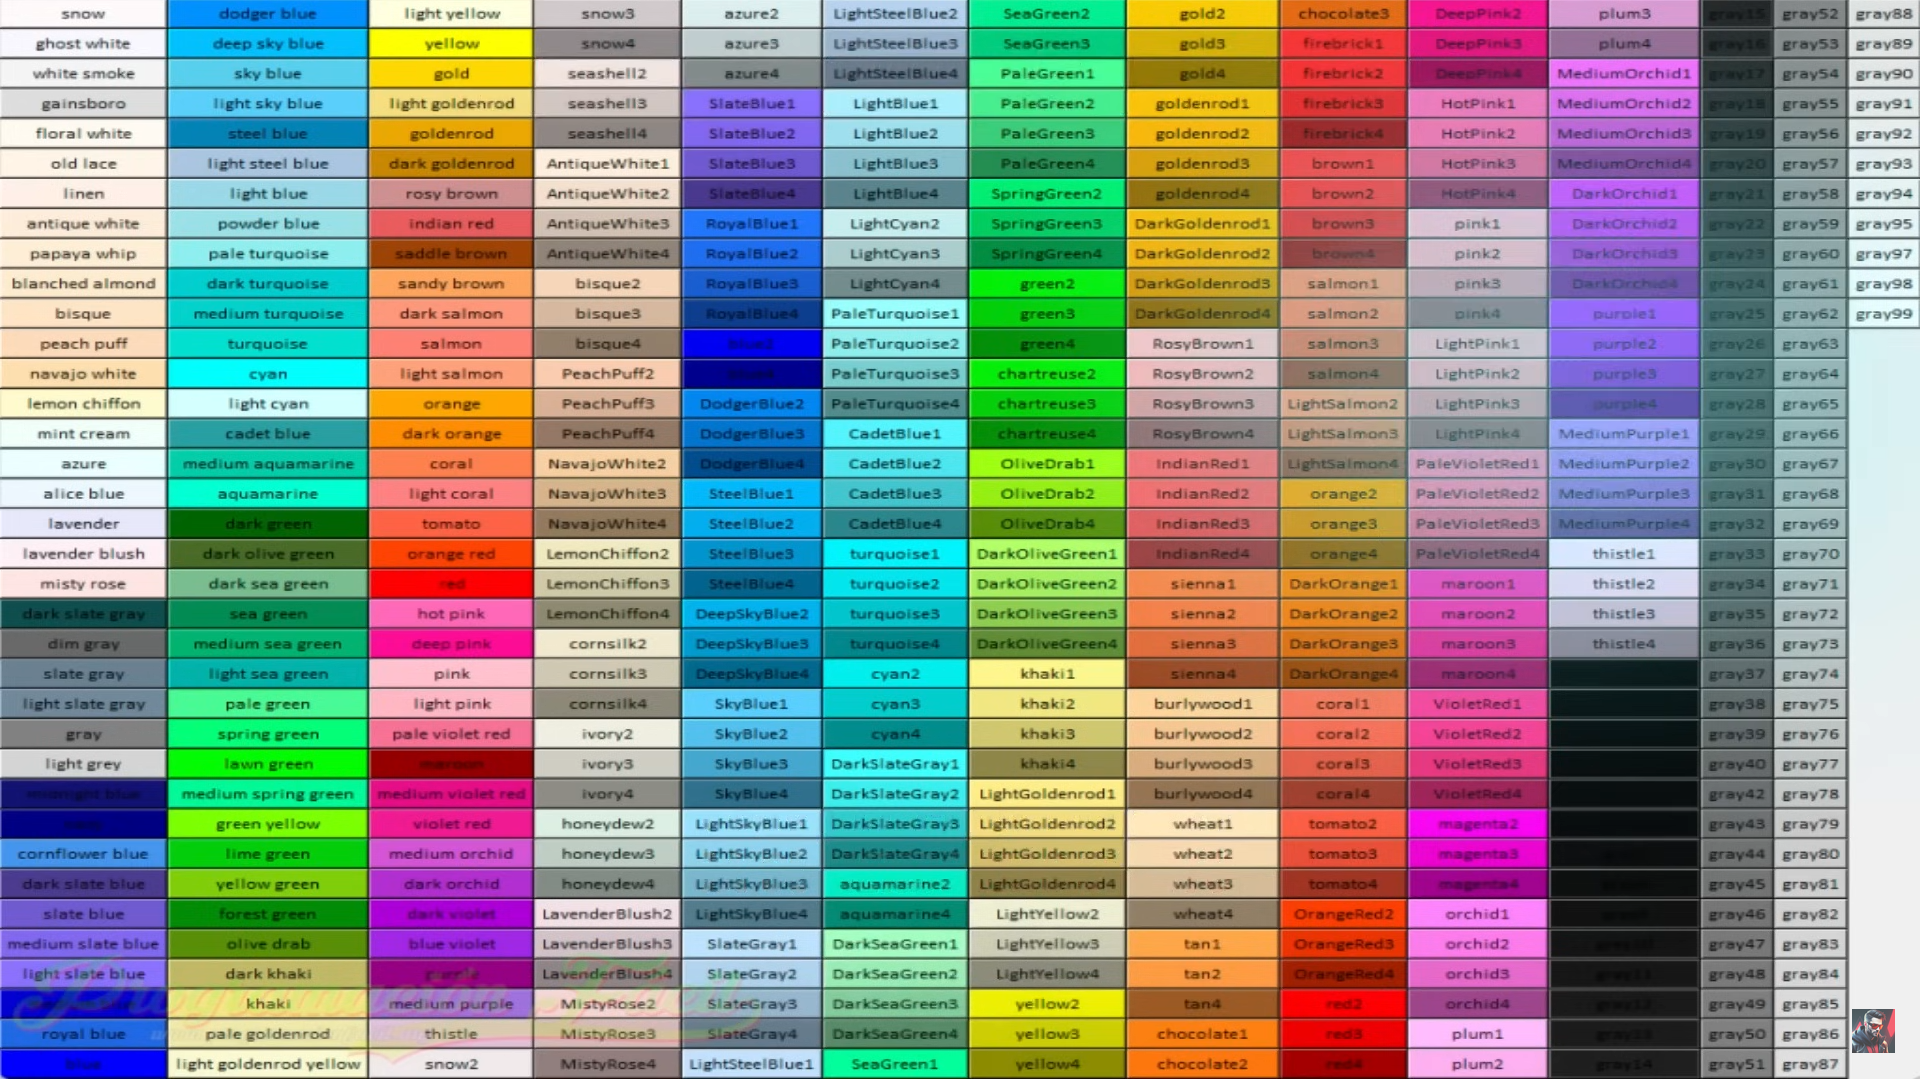 snow dodger blue light yellow snow3 azure2 LightSteelBlue2 SeaGreen2 gold2 chocolate3 DeepPink2 plum3 gray15 gray52 gray88
ghost white deep sky blue yellow snow4 azure3 LightSteelBlue3 SeaGreen3 gold3 firebrick1 DeepPink3 plum4 gray16 gray53 gray89
white smoke sky blue gold seashell2 azure4 LightSteelBlue4 PaleGreen1 gold4 firebrick2 DeepPink4 MediumOrchid1 gray17 gray54 gray90
gainsboro light sky blue light goldenrod seashell3 SlateBlue1 LightBlue1 PaleGreen2 goldenrod1 firebrick3 HotPink1 MediumOrchid2 gray18 gray55 gray91
floral white steel blue goldenrod seashell4 SlateBlue2 LightBlue2 PaleGreen3 goldenrod2 firebrick4 HotPink2 MediumOrchid3 gray19 gray56 gray92
old lace light steel blue dark goldenrod AntiqueWhite1 SlateBlue3 LightBlue3 PaleGreen4 goldenrod3 brown1 HotPink3 MediumOrchid4 gray20 gray57 gray93
linen light blue rosy brown AntiqueWhite2 SlateBlue4 LightBlue4 SpringGreen2 goldenrod4 brown2 HotPink4 DarkOrchid1 gray21 gray58 gray94
antique white powder blue indian red AntiqueWhite3 RoyalBlue1 LightCyan2 SpringGreen3 DarkGoldenrod1 brown3 pink1 DarkOrchid2 gray22 gray59 gray95
papaya whip pale turquoise saddle brown AntiqueWhite4 RoyalBlue2 LightCyan3 SpringGreen4 DarkGoldenrod2 brown4 pink2 DarkOrchid3 gray23 gray60 gray97
blanched almond dark turquoise sandy brown bisque2 RoyalBlue3 LightCyan4 green2 DarkGoldenrod3 salmon1 pink3 DarkOrchid4 gray24 gray61 gray98
bisque medium turquoise dark salmon bisque3 RoyalBlue4 PaleTurquoise1 green3 DarkGoldenrod4 salmon2 pink4 purple1 gray25 gray62 gray99
peach puff turquoise salmon bisque4 blue2 PaleTurquoise2 green4 RosyBrown1 salmon3 LightPink1 purple2 gray26 gray63
navajo white cyan light salmon PeachPuff2 PaleTurquoise3 chartreuse2 RosyBrown2 salmon4 LightPink2 purple3 gray27 gray64
lemon chiffon light cyan orange PeachPuff3 DodgerBlue2 PaleTurquoise4 chartreuse3 RosyBrown3 LightSalmon2 LightPink3 purple4 gray28 gray65
mint cream cadet blue dark orange PeachPuff4 DodgerBlue3 CadetBlue1 chartreuse4 RosyBrown4 LightSalmon3 LightPink4 MediumPurple1 gray29 gray66
azure medium aquamarine coral NavajoWhite2 DodgerBlue4 CadetBlue2 OliveDrab1 IndianRed1 LightSalmon4 PaleVioletRed1 MediumPurple2 gray30 gray67
alice blue aquamarine light coral NavajoWhite3 SteelBlue1 CadetBlue3 OliveDrab2 IndianRed2 orange2 PaleVioletRed2 MediumPurple3 gray31 gray68
lavender dark green tomato NavajoWhite4 SteelBlue2 CadetBlue4 OliveDrab4 IndianRed3 orange3 PaleVioletRed3 MediumPurple4 gray32 gray69
lavender blush dark olive green orange red LemonChiffon2 SteelBlue3 turquoise1 DarkOliveGreen1 IndianRed4 orange4 PaleVioletRed4 thistle1 gray33 gray70
misty rose dark sea green red LemonChiffon3 SteelBlue4 turquoise2 DarkOliveGreen2 sienna1 DarkOrange1 maroon1 thistle2 gray34 gray71
dark slate gray sea green hot pink LemonChiffon4 DeepSkyBlue2 turquoise3 DarkOliveGreen3 sienna2 DarkOrange2 maroon2 thistle3 gray35 gray72
dim gray medium sea green deep pink cornsilk2 DeepSkyBlue3 turquoise4 DarkOliveGreen4 sienna3 DarkOrange3 maroon3 thistle4 gray36 gray73
slate gray light sea green pink cornsilk3 DeepSkyBlue4 cyan2 khaki1 sienna4 DarkOrange4 maroon4 gray37 gray74
light slate gray pale green light pink cornsilk4 SkyBlue1 cyan3 khaki2 burlywood1 coral1 VioletRed1 gray38 gray75
gray spring green pale violet red ivory2 SkyBlue2 cyan4 khaki3 burlywood2 coral2 VioletRed2 gray39 gray76
light grey lawn green maroon ivory3 SkyBlue3 DarkSlateGray1 khaki4 burlywood3 coral3 VioletRed3 gray40 gray77
midnight blue medium spring green medium violet red ivory4 SkyBlue4 DarkSlateGray2 LightGoldenrod1 burlywood4 coral4 VioletRed4 gray42 gray78
green yellow violet red honeydew2 LightSkyBlue1 DarkSlateGray3 LightGoldenrod2 wheat1 tomato2 magenta2 gray43 gray79
cornflower blue lime green medium orchid honeydew3 LightSkyBlue2 DarkSlateGray4 LightGoldenrod3 wheat2 tomato3 magenta3 gray44 gray80
dark slate blue yellow green dark orchid honeydew4 LightSkyBlue3 aquamarine2 LightGoldenrod4 wheat3 tomato4 magenta4 gray45 gray81
slate blue forest green dark violet LavenderBlush2 LightSkyBlue4 aquamarine4 LightYellow2 wheat4 OrangeRed2 orchid1 gray46 gray82
medium slate blue olive drab blue violet LavenderBlush3 SlateGray1 DarkSeaGreen1 LightYellow3 tan1 OrangeRed3 orchid2 gray47 gray83
light slate blue dark khaki purple LavenderBlush4 SlateGray2 DarkSeaGreen2 LightYellow4 tan2 OrangeRed4 orchid3 gray11 gray48 gray84
khaki medium purple MistyRose2 SlateGray3 DarkSeaGreen3 yellow2 tan4 red2 orchid4 gray12 gray49 gray85
royal blue pale goldenrod thistle MistyRose3 SlateGray4 DarkSeaGreen4 yellow3 chocolate1 red3 plum1 gray13 gray50 gray86
blue light goldenrod yellow snow2 MistyRose4 LightSteelBlue1 SeaGreen1 yellow4 chocolate2 red4 plum2 gray14 gray51 gray87